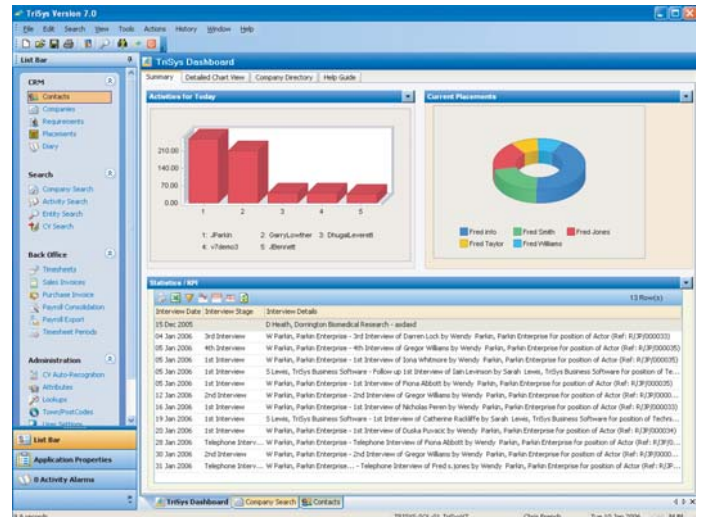 TriSys Version 7.0
File Edit Search View Tools Actions History Window Help
List Bar
CRM
Contacts
Companies
Requirements
Placements
Diary
Search
Company Search
Activity Search
Entity Search
CV Search
Back Office
Timesheets
Sales Invoices
Purchase Invoice
Payroll Consolidation
Payroll Export
Timesheet Periods
Administration
CV Auto-Recognition
Attributes
Lookups
Town/PostCodes
User Settings
List Bar
Application Properties
0 Activity Alarms
TriSys Dashboard
Summary Detailed Chart View Company Directory Help Guide
Activities for Today
210.00
140.00
70.00
0.00
1 2 3 4 5
1: JParkin 2: GarryLowther 3: DhugalLeverett
4: v7demo3 5: JBennett
Current Placements
Fred Info Fred Smith Fred Jones
Fred Taylor Fred Williams
Statistics / KPI
13 Row(s)
Interview Date Interview Stage Interview Details
15 Dec 2005 D Heath, Dorrington Biomedical Research - asdasd
04 Jan 2006 3rd Interview W Parkin, Parkin Enterprise - 3rd Interview of Darren Lock by Wendy Parkin, Parkin Enterprise for position of Actor (Ref: R/JP/000033)
05 Jan 2006 4th Interview W Parkin, Parkin Enterprise - 4th Interview of Gregor Williams by Wendy Parkin, Parkin Enterprise for position of Actor (Ref: R/JP/000035)
05 Jan 2006 1st Interview W Parkin, Parkin Enterprise - 1st Interview of Iona Whitmore by Wendy Parkin, Parkin Enterprise for position of Actor (Ref: R/JP/000035)
05 Jan 2006 1st Interview S Lewis, TriSys Business Software - Follow up 1st Interview of Iain Levinson by Sarah Lewis, TriSys Business Software for position of Te...
05 Jan 2006 1st Interview W Parkin, Parkin Enterprise - 1st Interview of Fiona Abbott by Wendy Parkin, Parkin Enterprise for position of Actor (Ref: R/JP/000035)
12 Jan 2006 2nd Interview W Parkin, Parkin Enterprise - 2nd Interview of Gregor Williams by Wendy Parkin, Parkin Enterprise for position of Actor (Ref: R/JP/0000...
16 Jan 2006 1st Interview W Parkin, Parkin Enterprise - 1st Interview of Nicholas Peren by Wendy Parkin, Parkin Enterprise for position of Actor (Ref: R/JP/000033)
19 Jan 2006 1st Interview S Lewis, TriSys Business Software - 1st Interview of Catherine Radcliffe by Sarah Lewis, TriSys Business Software for position of Techni...
20 Jan 2006 1st Interview W Parkin, Parkin Enterprise - 1st Interview of Duska Puvacic by Wendy Parkin, Parkin Enterprise for position of Actor (Ref: R/JP/000034)
28 Jan 2006 Telephone Interv... W Parkin, Parkin Enterprise - Telephone Interview of Fiona Abbott by Wendy Parkin, Parkin Enterprise for position of Actor (Ref: R/JP/0...
30 Jan 2006 2nd Interview W Parkin, Parkin Enterprise - 2nd Interview of Gregor Williams by Wendy Parkin, Parkin Enterprise for position of Actor (Ref: R/JP/0000...
31 Jan 2006 Telephone Interv... W Parkin, Parkin Enterprise... - Telephone Interview of Fred s.jones by Wendy Parkin, Parkin Enterprise for position of Actor (Ref: R/JP...
TriSys Dashboard Company Search Contacts